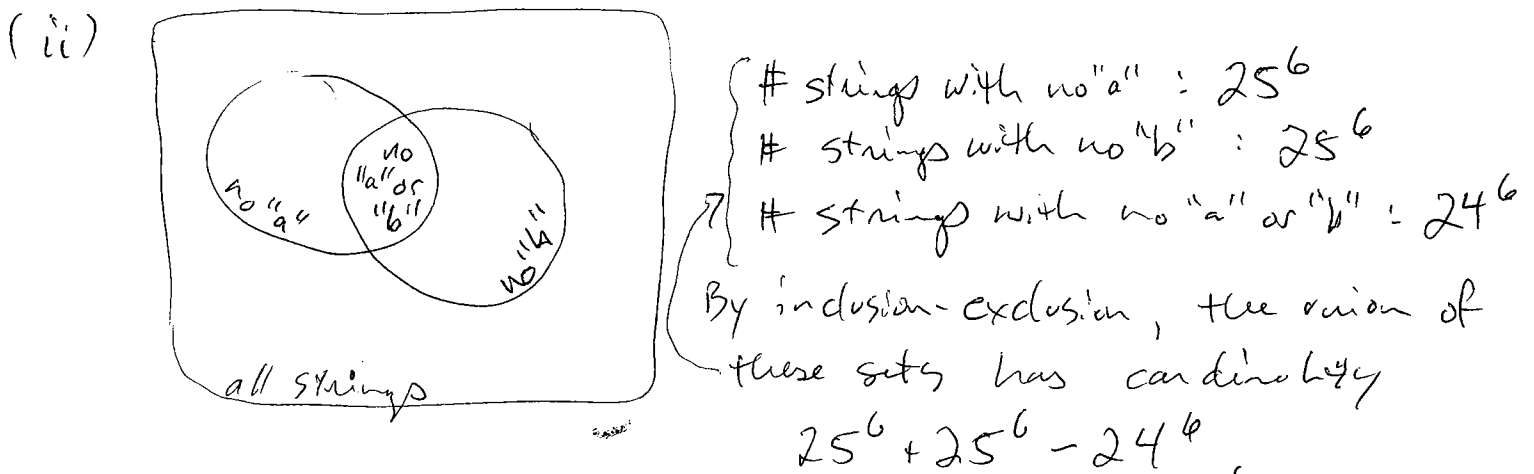 (ii)
no "a"
no
"a" or
"b"
no "b"
all strings
# strings with no "a" : 25^6
# strings with no "b" : 25^6
# strings with no "a" or "b" : 24^6
By inclusion-exclusion, the union of
these sets has cardinality
25^6 + 25^6 - 24^6